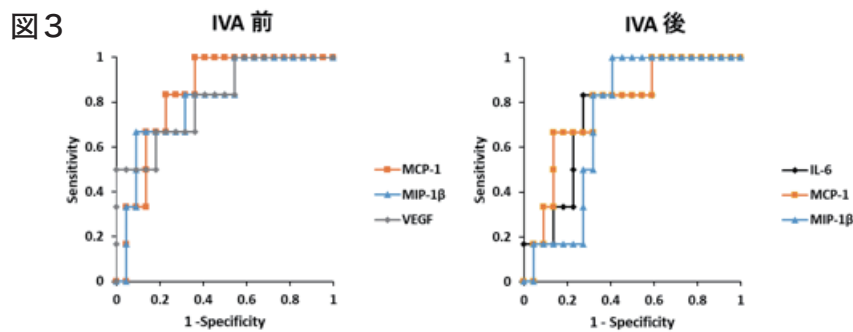 図3
IVA 前
1
0.8
0.6
0.4
0.2
0
Sensitivity
0 0.2 0.4 0.6 0.8 1
1 -Specificity
MCP-1
MIP-1β
VEGF
IVA 後
1
0.8
0.6
0.4
0.2
0
Sensitivity
0 0.2 0.4 0.6 0.8 1
1 - Specificity
IL-6
MCP-1
MIP-1β